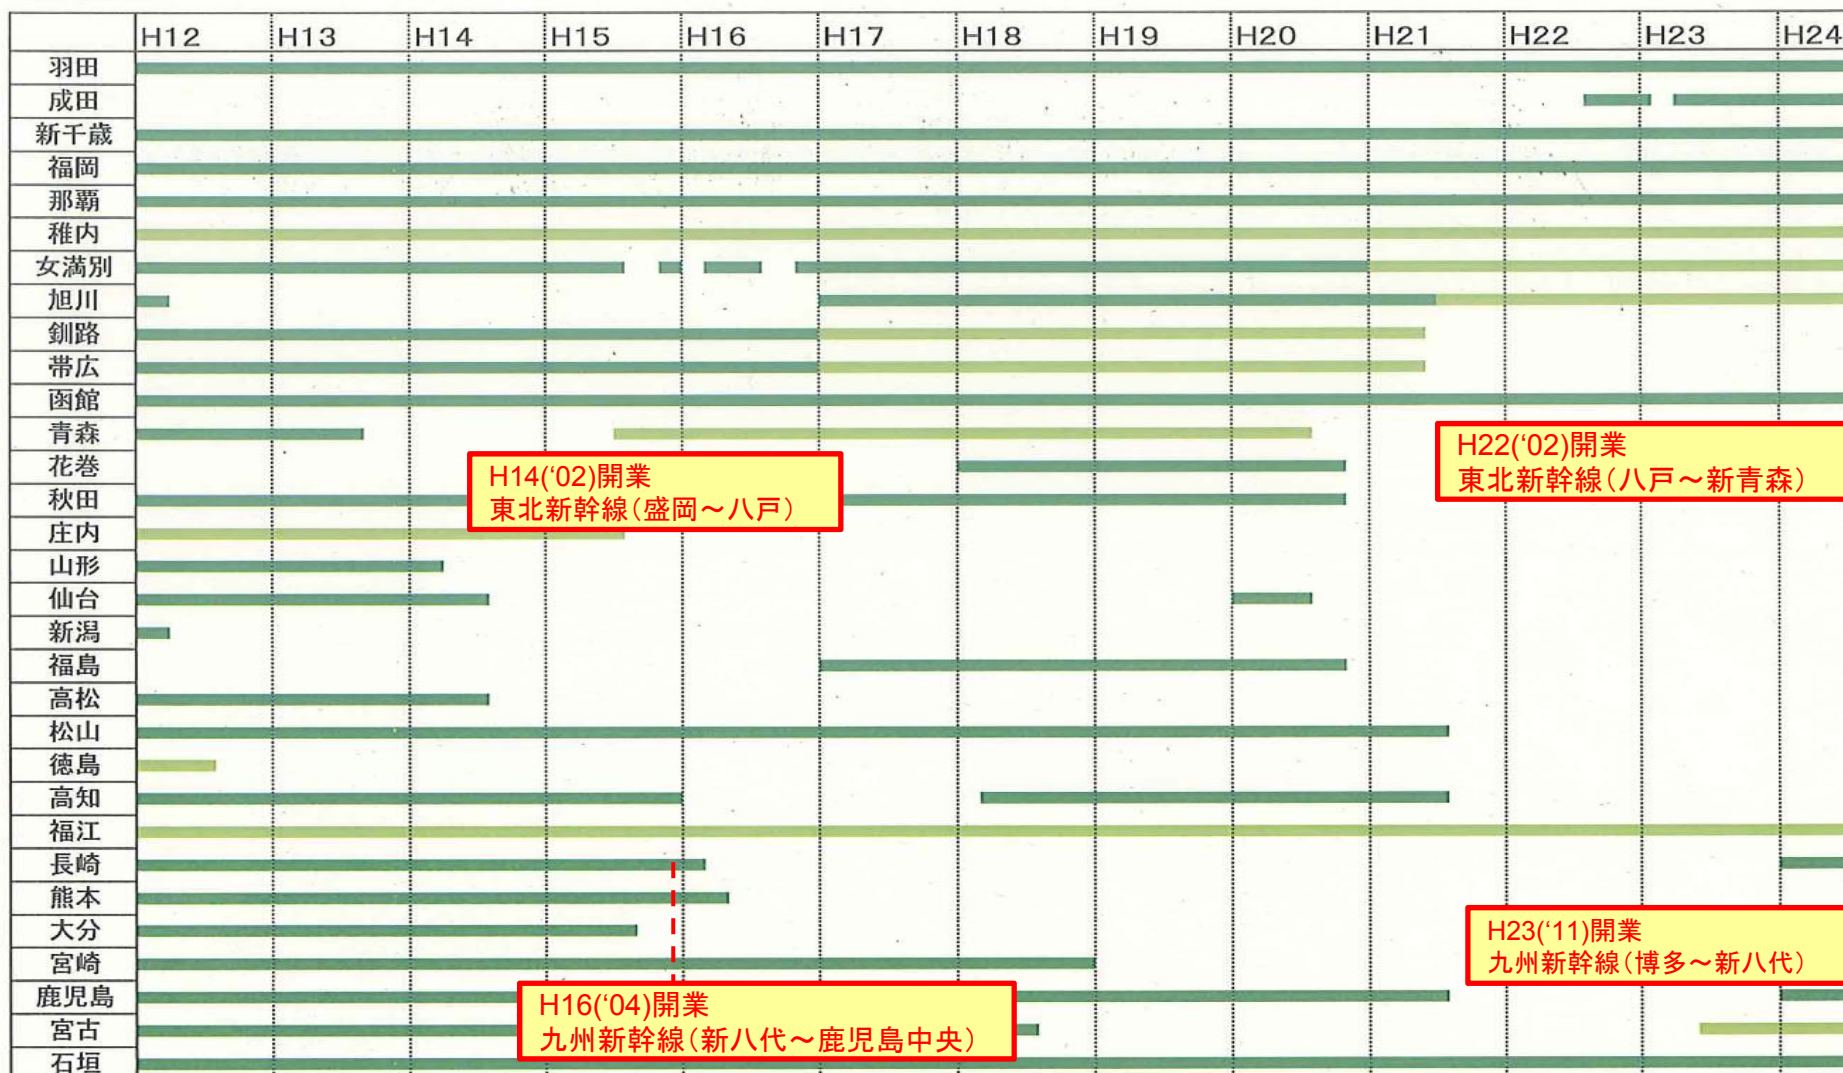 H12 H13 H14 H15 H16 H17 H18 H19 H20 H21 H22 H23 H24
羽田
成田
新千歳
福岡
那覇
稚内
女満別
旭川
釧路
帯広
函館
青森
花巻
秋田
庄内
山形
仙台
新潟
福島
高松
松山
徳島
高知
福江
長崎
熊本
大分
宮崎
鹿児島
宮古
石垣
H14(‘02)開業
東北新幹線(盛岡～八戸)
H22(‘02)開業
東北新幹線(八戸～新青森)
H16(‘04)開業
九州新幹線(新八代～鹿児島中央)
H23(‘11)開業
九州新幹線(博多～新八代)